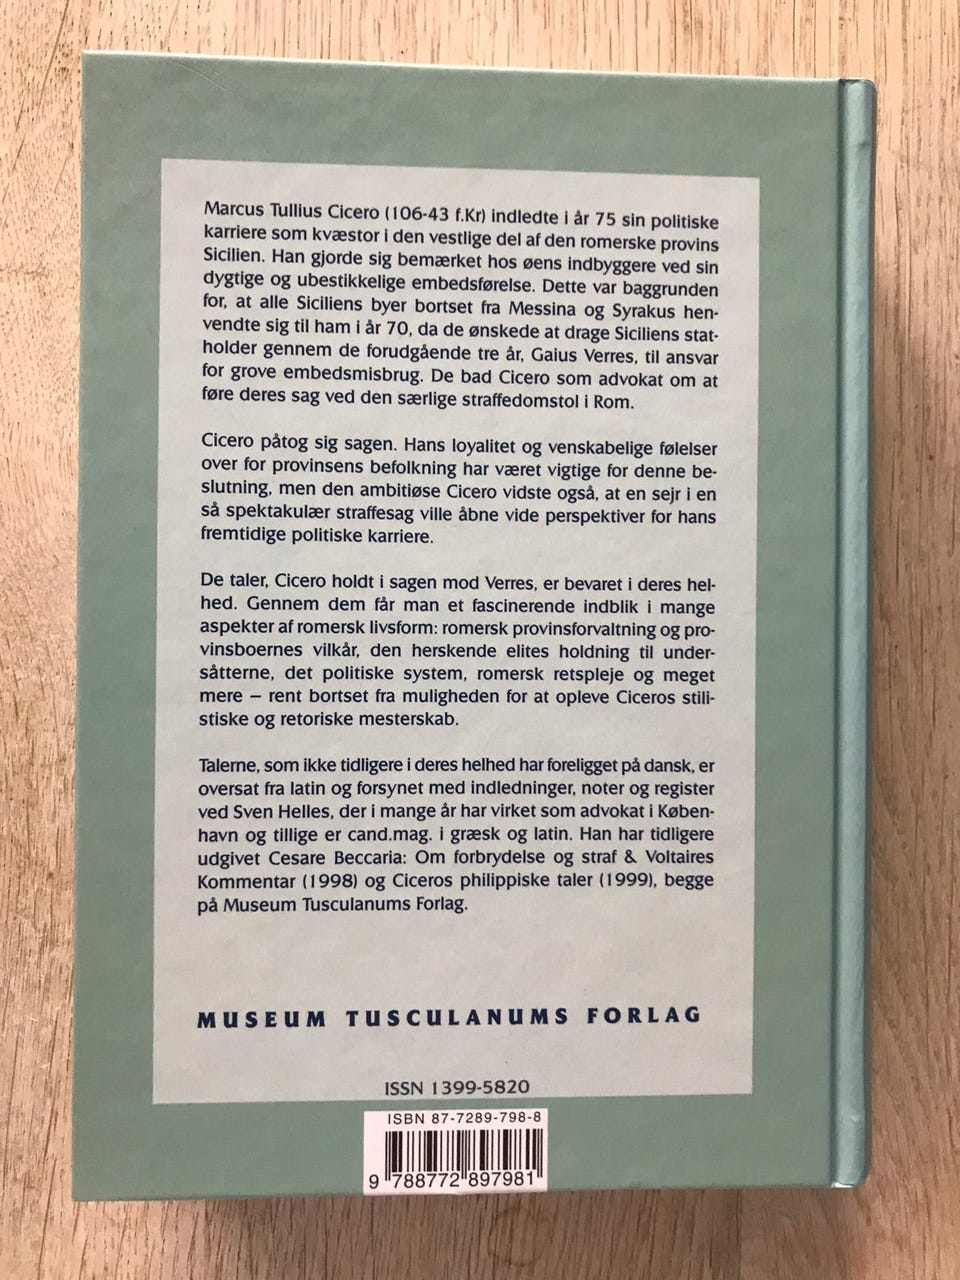 Marcus Tullius Cicero (106-43 f.Kr) indledte i år 75 sin politiske
karriere som kvæstor i den vestlige del af den romerske provins
Sicilien. Han gjorde sig bemærket hos øens indbyggere ved sin
dygtige og ubestikkelige embedsførelse. Dette var baggrunden
for, at alle Siciliens byer bortset fra Messina og Syrakus hen-
vendte sig til ham i år 70, da de ønskede at drage Siciliens stat-
holder gennem de forudgående tre år, Gaius Verres, til ansvar
for grove embedsmisbrug. De bad Cicero som advokat om at
føre deres sag ved den særlige straffedomstol i Rom.
Cicero påtog sig sagen. Hans loyalitet og venskabelige følelser
over for provinsens befolkning har været vigtige for denne be-
slutning, men den ambitiøse Cicero vidste også, at en sejr i en
så spektakulær straffesag ville åbne vide perspektiver for hans
fremtidige politiske karriere.
De taler, Cicero holdt i sagen mod Verres, er bevaret i deres hel-
hed. Gennem dem får man et fascinerende indblik i mange
aspekter af romersk livsform: romersk provinsforvaltning og pro-
vinsboernes vilkår, den herskende elites holdning til under-
såtterne, det politiske system, romersk retspleje og meget
mere – rent bortset fra muligheden for at opleve Ciceros stili-
stiske og retoriske mesterskab.
Talerne, som ikke tidligere i deres helhed har foreligget på dansk, er
oversat fra latin og forsynet med indledninger, noter og register
ved Sven Helles, der i mange år har virket som advokat i Køben-
havn og tillige er cand.mag. i græsk og latin. Han har tidligere
udgivet Cesare Beccaria: Om forbrydelse og straf & Voltaires
Kommentar (1998) og Ciceros philippiske taler (1999), begge
på Museum Tusculanums Forlag.
MUSEUM TUSCULANUMS FORLAG
ISSN 1399-5820
ISBN 87-7289-798-8
9 788772 897981